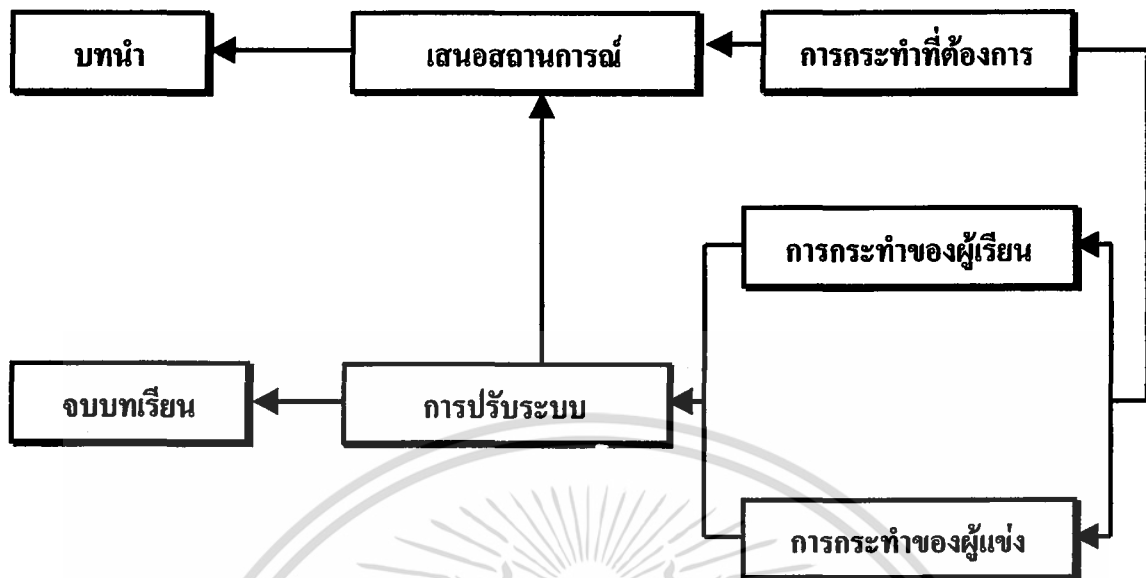 บทนำ
เสนอสถานการณ์
การกระทำที่ต้องการ
การกระทำของผู้เรียน
จบบทเรียน
การปรับระบบ
การกระทำของผู้แข่ง